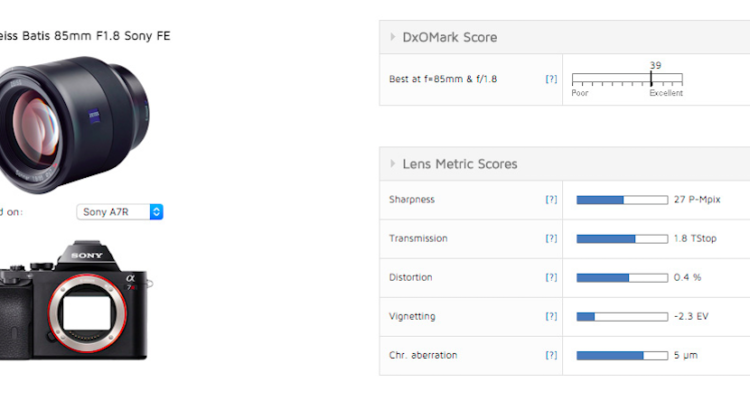 eiss Batis 85mm F1.8 Sony FE
d on:
Sony A7R
SONY
α
7R
DxOMark Score
Best at f=85mm & f/1.8 [?]
39
Poor Excellent
Lens Metric Scores
Sharpness [?] 27 P-Mpix
Transmission [?] 1.8 TStop
Distortion [?] 0.4 %
Vignetting [?] -2.3 EV
Chr. aberration [?] 5 µm